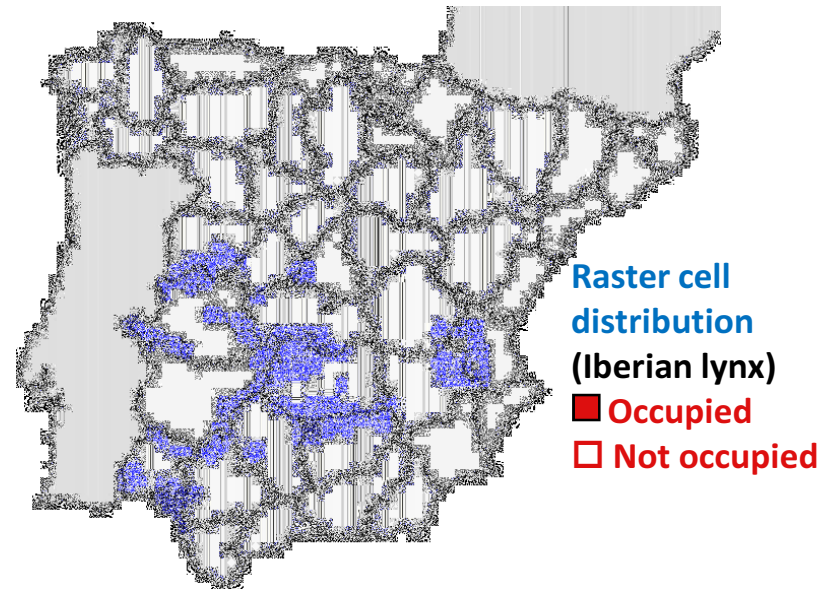 Raster cell
distribution
(Iberian lynx)
Occupied
Not occupied